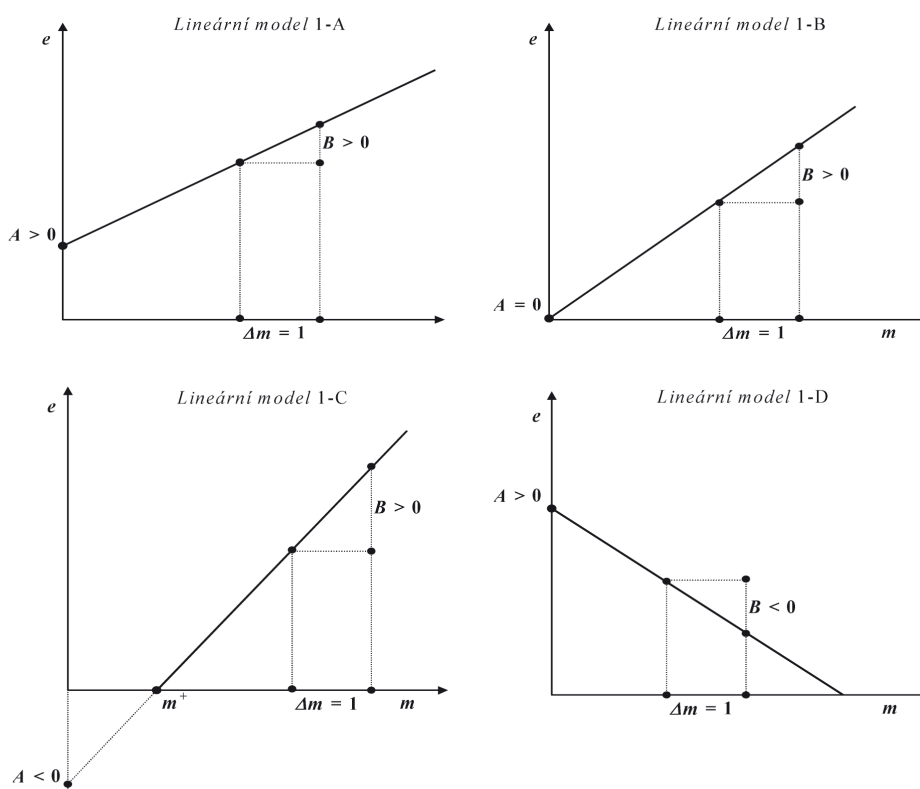 Lineární model 1-A
e
B > 0
A > 0
Δm = 1
Lineární model 1-B
e
B > 0
A = 0
Δm = 1
m
Lineární model 1-C
e
B > 0
m+
Δm = 1
m
A < 0
Lineární model 1-D
e
A > 0
B < 0
Δm = 1
m